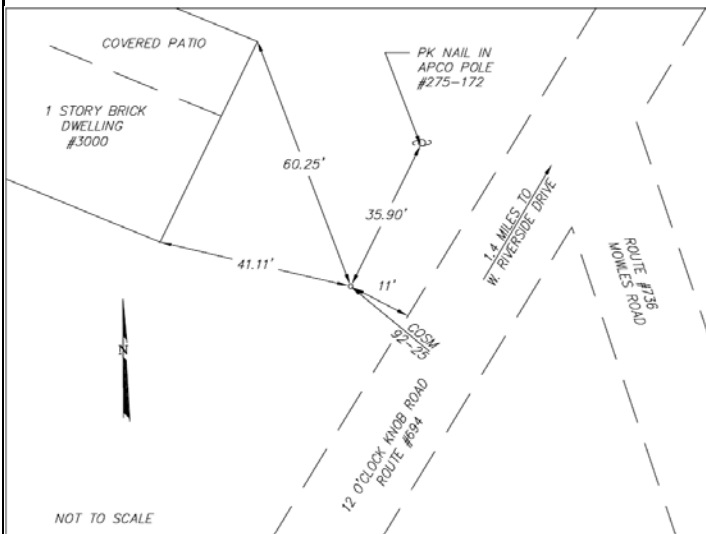 COVERED PATIO
PK NAIL IN
APCO POLE
#275-172
1 STORY BRICK
DWELLING
#3000
60.25'
35.90'
1.4 MILES TO
W. RIVERSIDE DRIVE
ROUTE #736
MOWLES ROAD
41.11'
11'
COSM
92-25
N
12 O'CLOCK KNOB ROAD
ROUTE #694
NOT TO SCALE